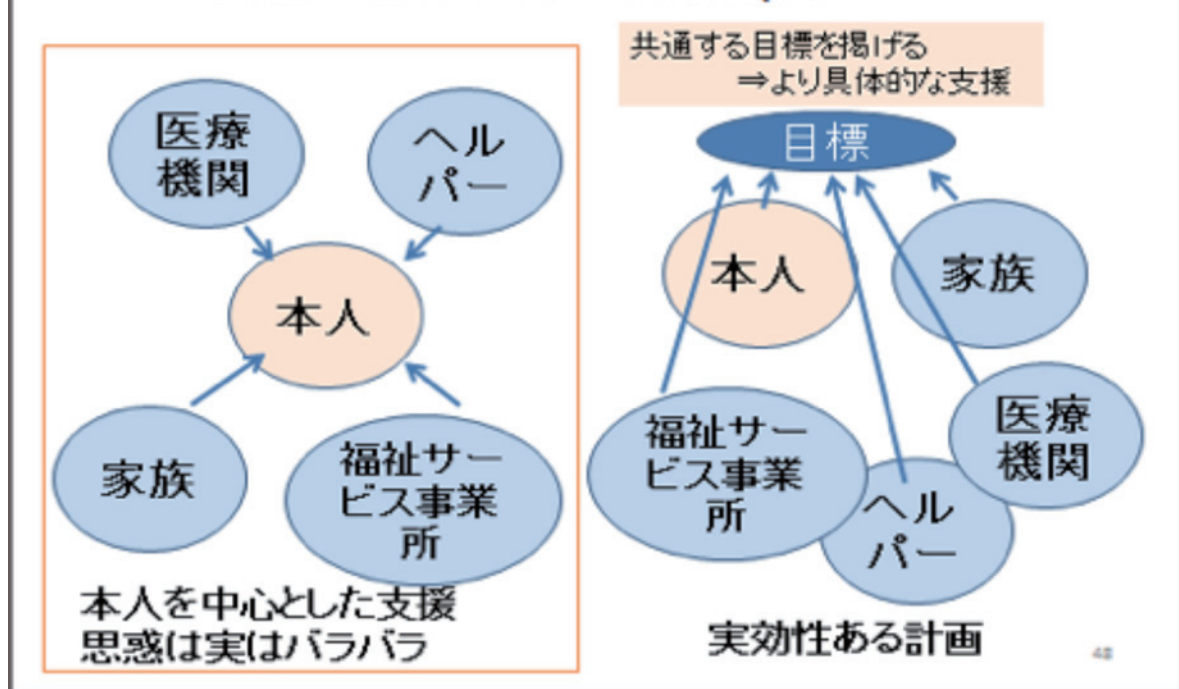 医療
機関
ヘル
パー
本人
家族
福祉サー
ビス事業
所
本人を中心とした支援
思惑は実はバラバラ
共通する目標を掲げる
⇒より具体的な支援
目標
本人
家族
福祉サー
ビス事業
所
ヘル
パー
医療
機関
実効性ある計画
48